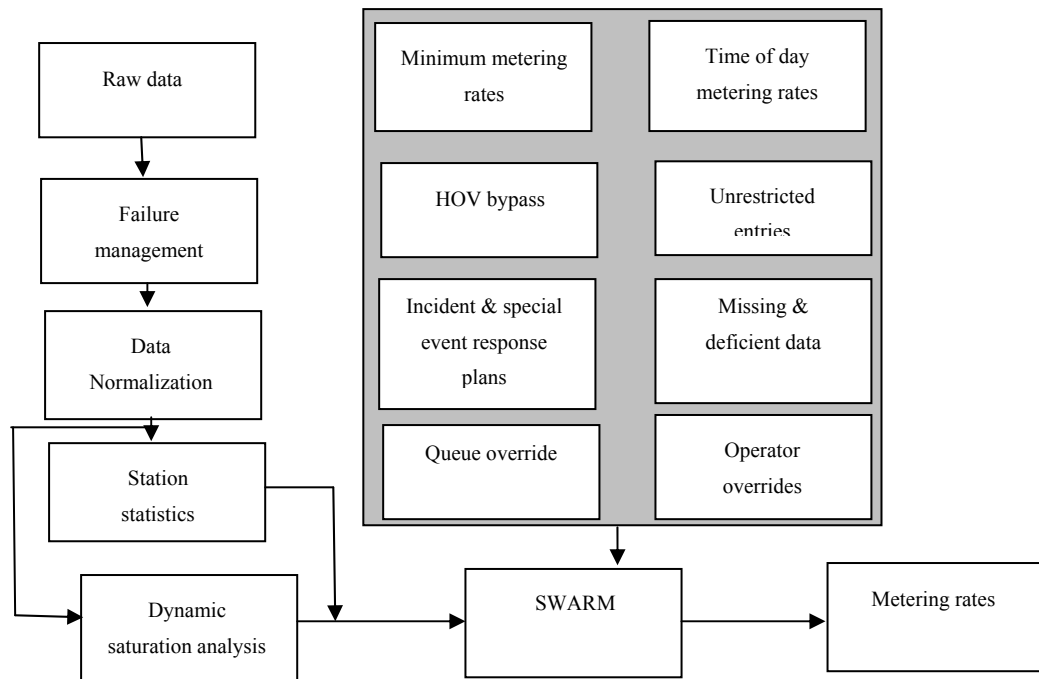 Raw data
Failure
management
Data
Normalization
Station
statistics
Dynamic
saturation analysis
Minimum metering
rates
Time of day
metering rates
HOV bypass
Unrestricted
entries
Incident & special
event response
plans
Missing &
deficient data
Queue override
Operator
overrides
SWARM
Metering rates